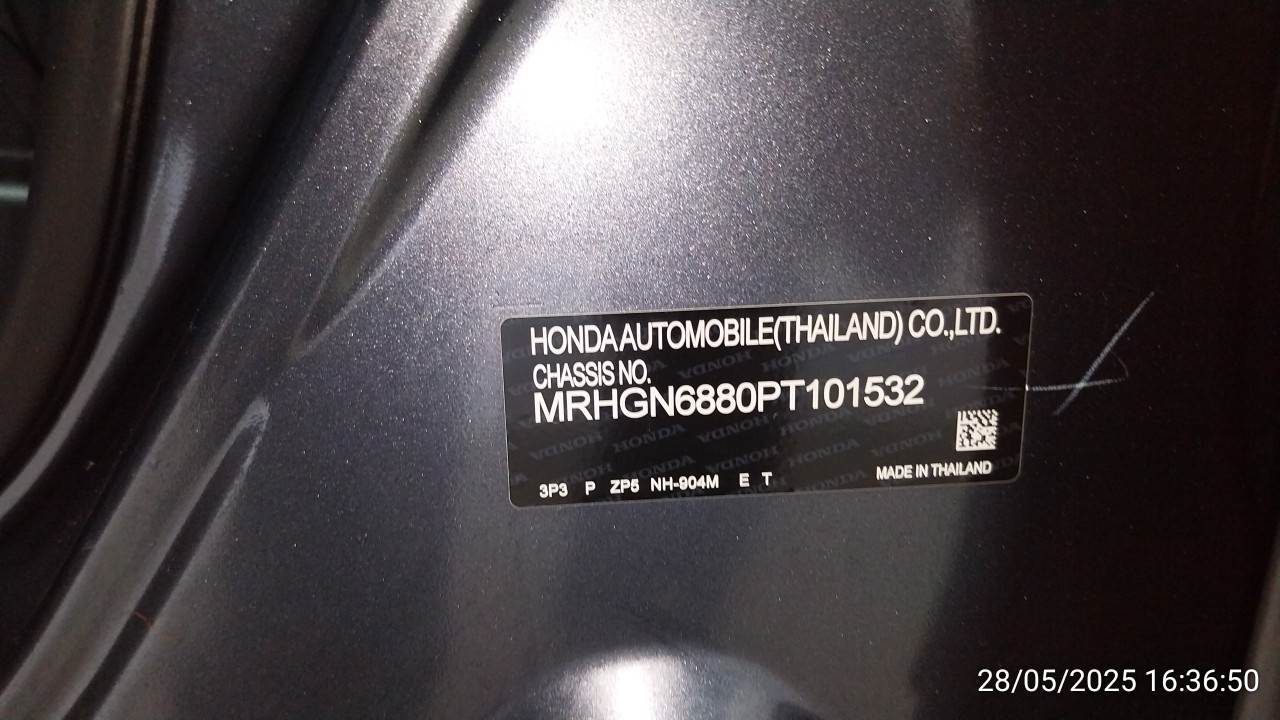 HONDA AUTOMOBILE(THAILAND) CO.,LTD.
CHASSIS NO.
MRHGN6880PT101532
3P3 P ZP5 NH-904M E T
MADE IN THAILAND
28/05/2025 16:36:50